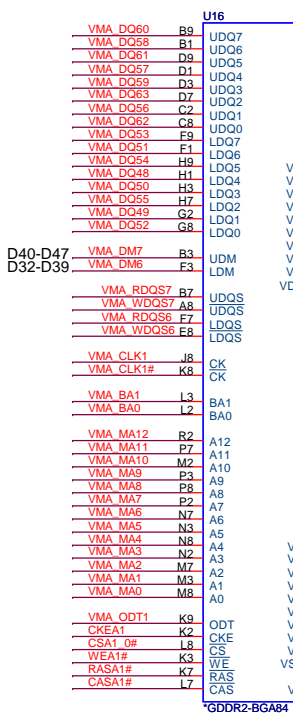 U16
VMA_DQ60 B9 UDQ7
VMA_DQ58 B1 UDQ6
VMA_DQ61 D9 UDQ5
VMA_DQ57 D1 UDQ4
VMA_DQ59 D3 UDQ3
VMA_DQ63 D7 UDQ2
VMA_DQ56 C2 UDQ1
VMA_DQ62 C8 UDQ0
VMA_DQ53 F9 LDQ7
VMA_DQ51 F1 LDQ6
VMA_DQ54 H9 LDQ5 V
VMA_DQ48 H1 LDQ4 V
VMA_DQ50 H3 LDQ3 V
VMA_DQ55 H7 LDQ2 V
VMA_DQ49 G2 LDQ1 V
VMA_DQ52 G8 LDQ0 V
V
D40-D47 VMA_DM7 B3 UDM V
D32-D39 VMA_DM6 F3 LDM V
VD
VMA_RDQS7 B7 UDQS
VMA_WDQS7 A8 UDQS
VMA_RDQS6 F7 LDQS
VMA_WDQS6 E8 LDQS
VMA_CLK1 J8 CK
VMA_CLK1# K8 CK
VMA_BA1 L3 BA1
VMA_BA0 L2 BA0
VMA_MA12 R2 A12
VMA_MA11 P7 A11
VMA_MA10 M2 A10
VMA_MA9 P3 A9
VMA_MA8 P8 A8
VMA_MA7 P2 A7
VMA_MA6 N7 A6
VMA_MA5 N3 A5
VMA_MA4 N8 A4 V
VMA_MA3 N2 A3 V
VMA_MA2 M7 A2 V
VMA_MA1 M3 A1 V
VMA_MA0 M8 A0 V
V
VMA_ODT1 K9 ODT V
CKEA1 K2 CKE V
CSA1_0# L8 CS V
WEA1# K3 WE VS
RASA1# K7 RAS
CASA1# L7 CAS V
*GDDR2-BGA84